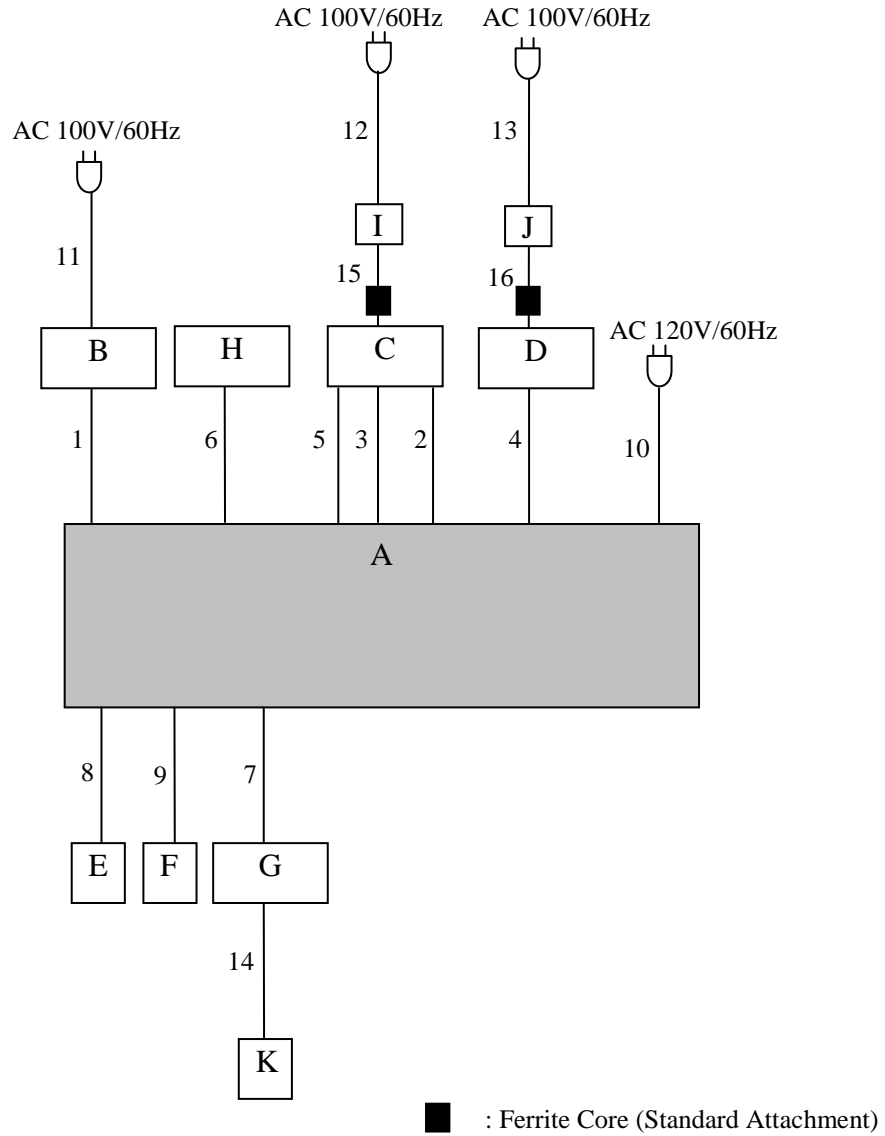 AC 100V/60Hz AC 100V/60Hz
12 13
AC 100V/60Hz
I J
11
15 16
AC 120V/60Hz
B H C D
1 6 5 3 2 4 10
A
8 9 7
E F G
14
K
: Ferrite Core (Standard Attachment)